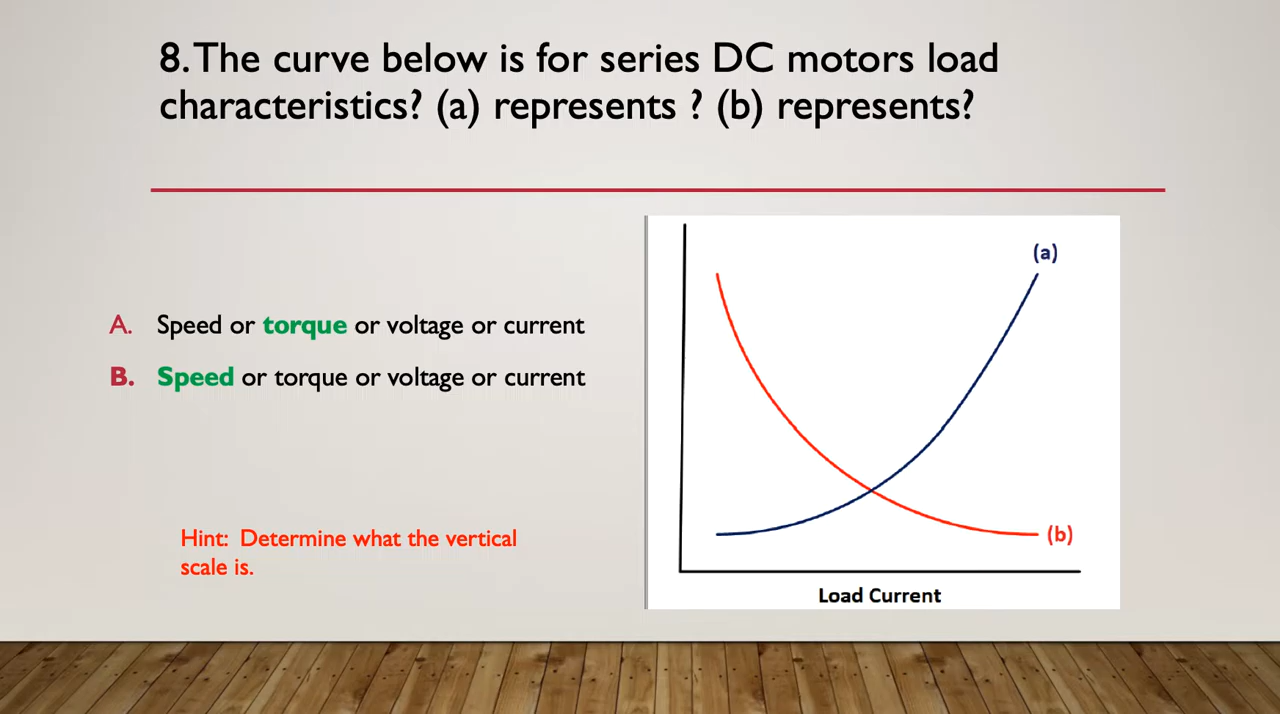 8. The curve below is for series DC motors load
characteristics? (a) represents ? (b) represents?
A. Speed or torque or voltage or current
B. Speed or torque or voltage or current
Hint: Determine what the vertical
scale is.
(a)
(b)
Load Current